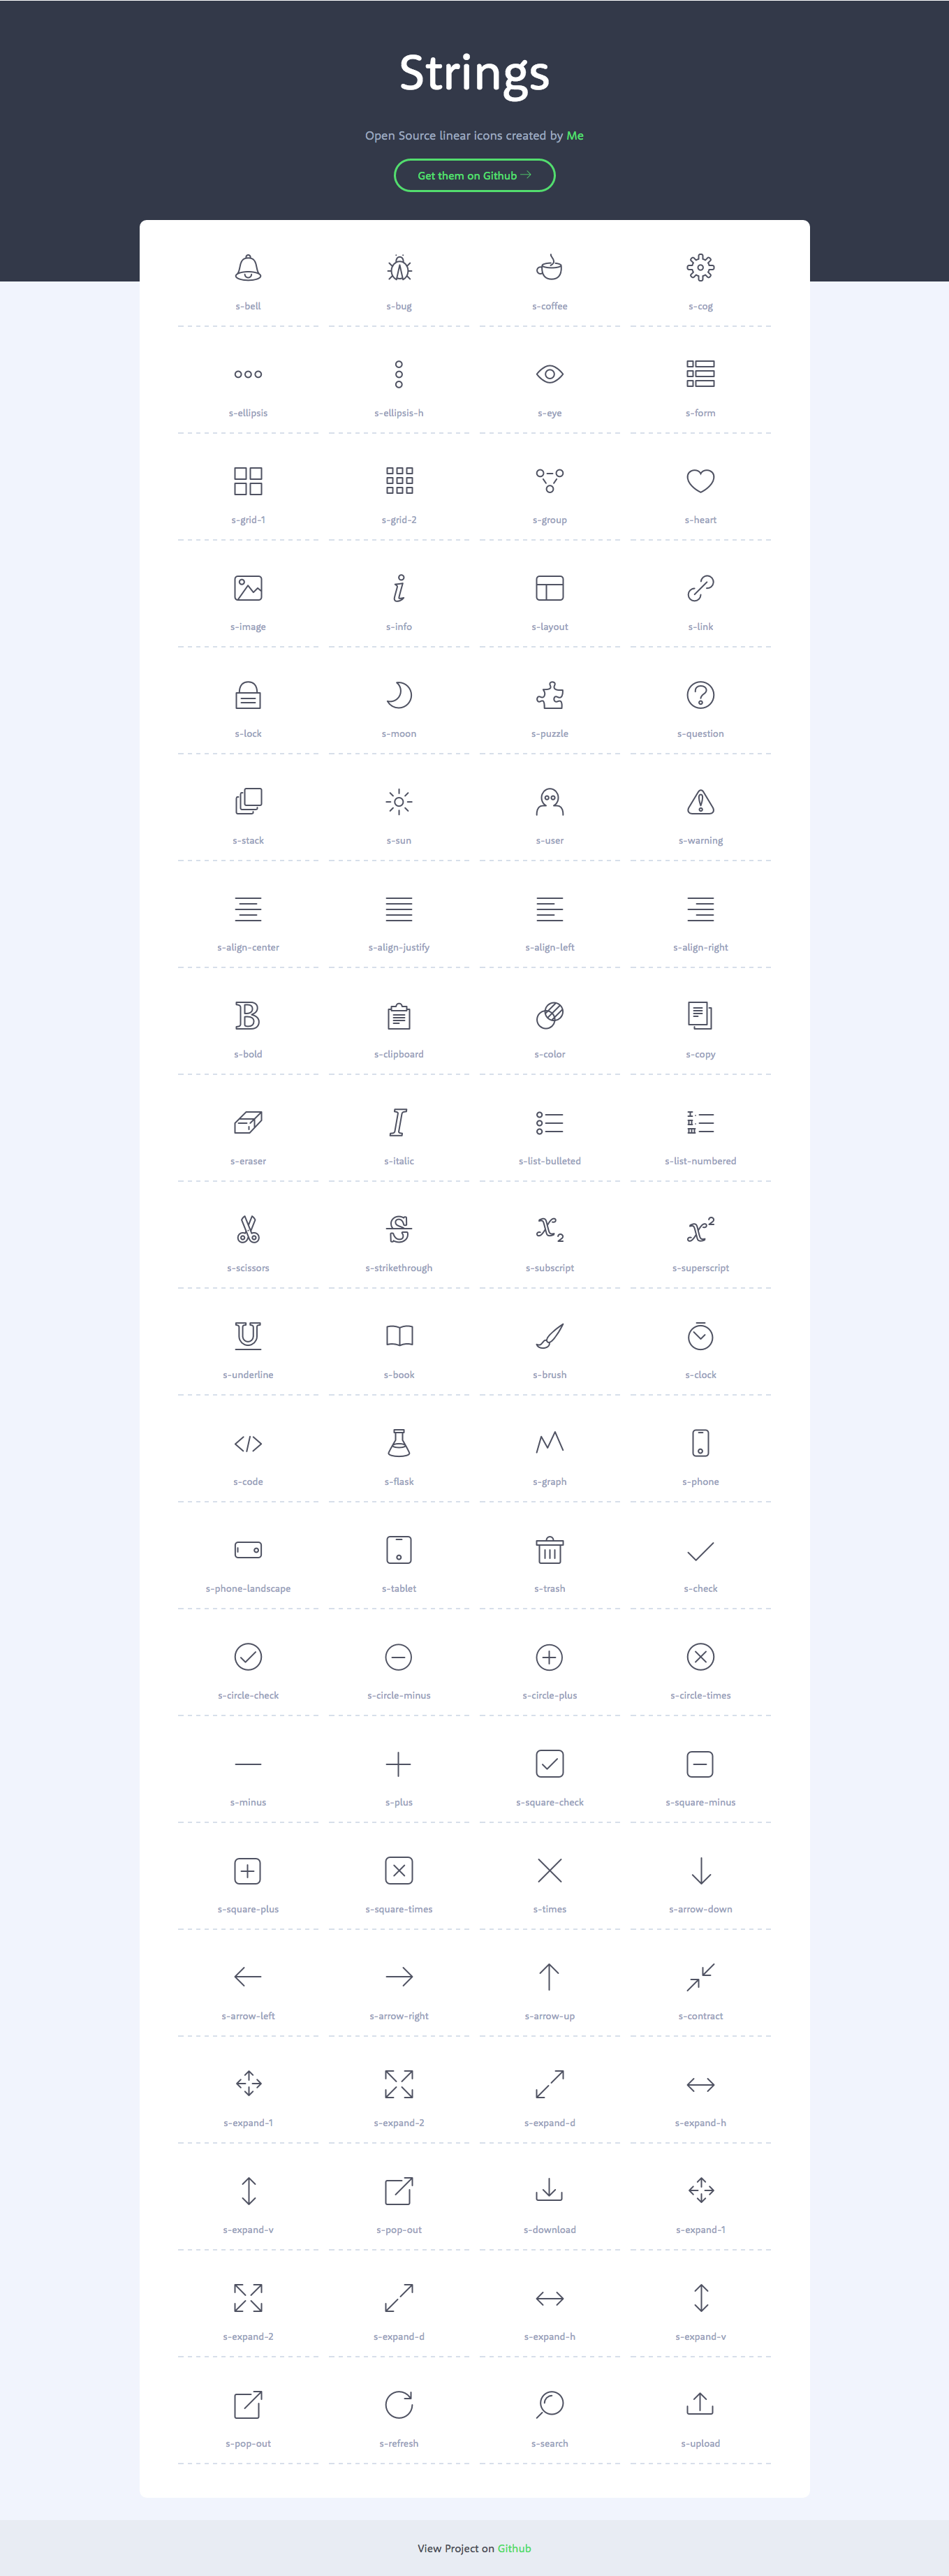 Strings
Open Source linear icons created by Me
Get them on Github →
s-bell s-bug s-coffee s-cog
s-ellipsis s-ellipsis-h s-eye s-form
s-grid-1 s-grid-2 s-group s-heart
s-image s-info s-layout s-link
s-lock s-moon s-puzzle s-question
s-stack s-sun s-user s-warning
s-align-center s-align-justify s-align-left s-align-right
s-bold s-clipboard s-color s-copy
s-eraser s-italic s-list-bulleted s-list-numbered
s-scissors s-strikethrough s-subscript s-superscript
s-underline s-book s-brush s-clock
s-code s-flask s-graph s-phone
s-phone-landscape s-tablet s-trash s-check
s-circle-check s-circle-minus s-circle-plus s-circle-times
s-minus s-plus s-square-check s-square-minus
s-square-plus s-square-times s-times s-arrow-down
s-arrow-left s-arrow-right s-arrow-up s-contract
s-expand-1 s-expand-2 s-expand-d s-expand-h
s-expand-v s-pop-out s-download s-expand-1
s-expand-2 s-expand-d s-expand-h s-expand-v
s-pop-out s-refresh s-search s-upload
View Project on Github